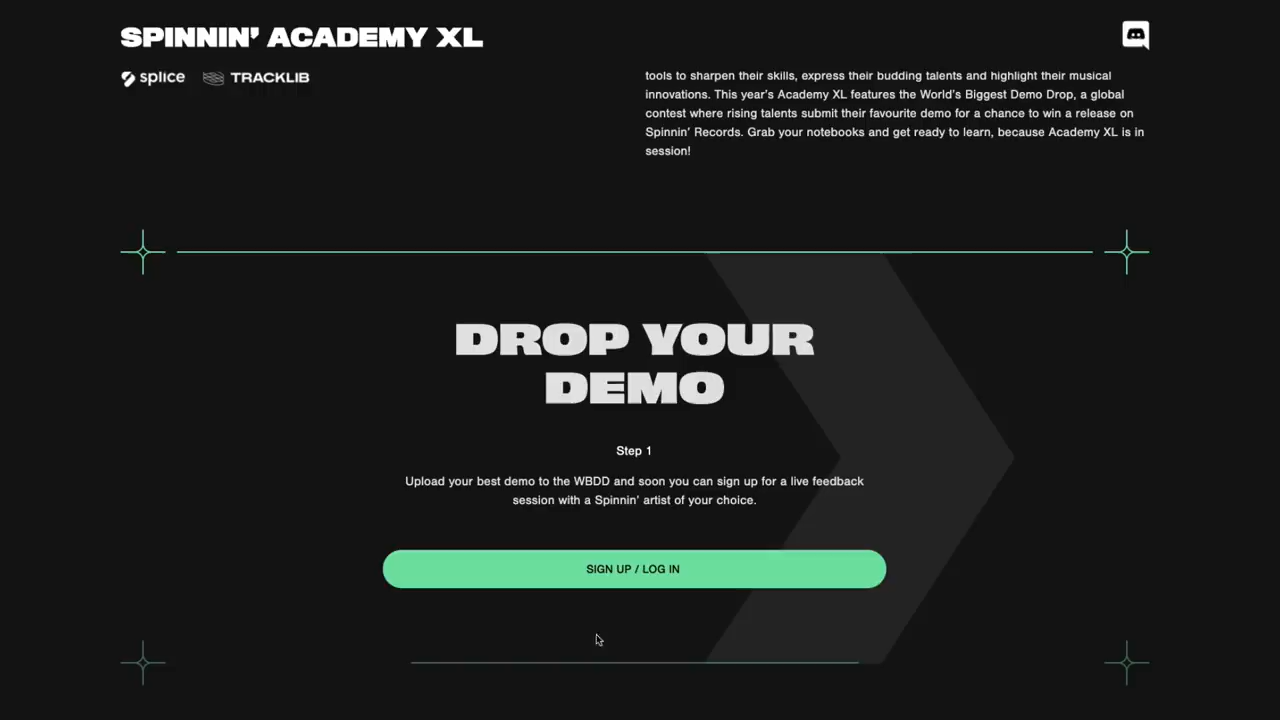 SPINNIN' ACADEMY XL
splice TRACKLIB
tools to sharpen their skills, express their budding talents and highlight their musical
innovations. This year's Academy XL features the World's Biggest Demo Drop, a global
contest where rising talents submit their favourite demo for a chance to win a release on
Spinnin' Records. Grab your notebooks and get ready to learn, because Academy XL is in
session!
DROP YOUR
DEMO
Step 1
Upload your best demo to the WBDD and soon you can sign up for a live feedback
session with a Spinnin' artist of your choice.
SIGN UP / LOG IN